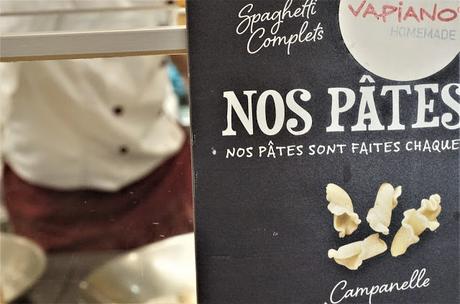 Spaghetti
Complets
VAPIANO
HOMEMADE
NOS PÂTES
NOS PÂTES SONT FAITES CHAQUE
Campanelle